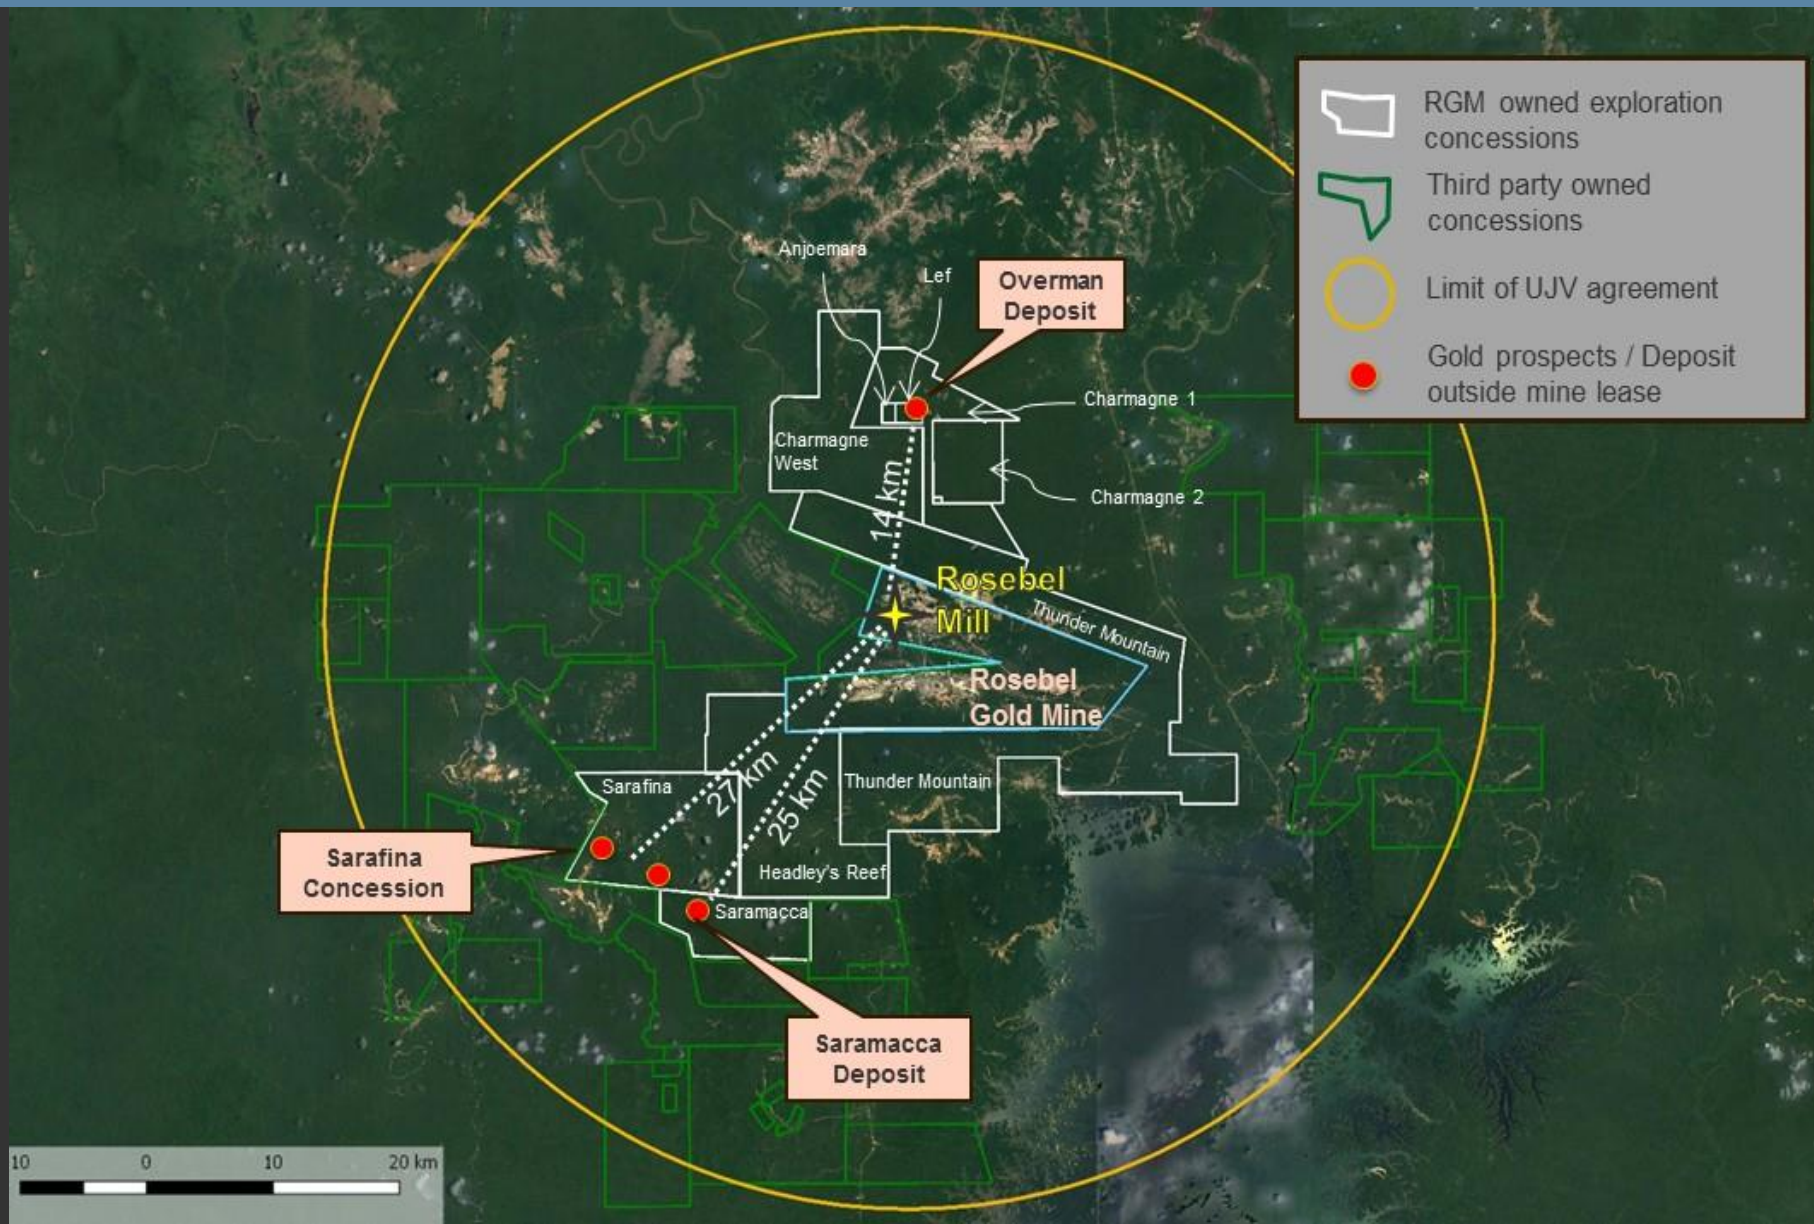 RGM owned exploration
concessions
Third party owned
concessions
Limit of UJV agreement
Gold prospects / Deposit
outside mine lease
Anjoemara
Lef
Overman
Deposit
Charmagne 1
Charmagne
West
Charmagne 2
14 km
Rosebel
Mill
Thunder Mountain
Rosebel
Gold Mine
27 km
25 km
Sarafina
Thunder Mountain
Sarafina
Concession
Headley's Reef
Saramacca
Saramacca
Deposit
10 0 10 20 km